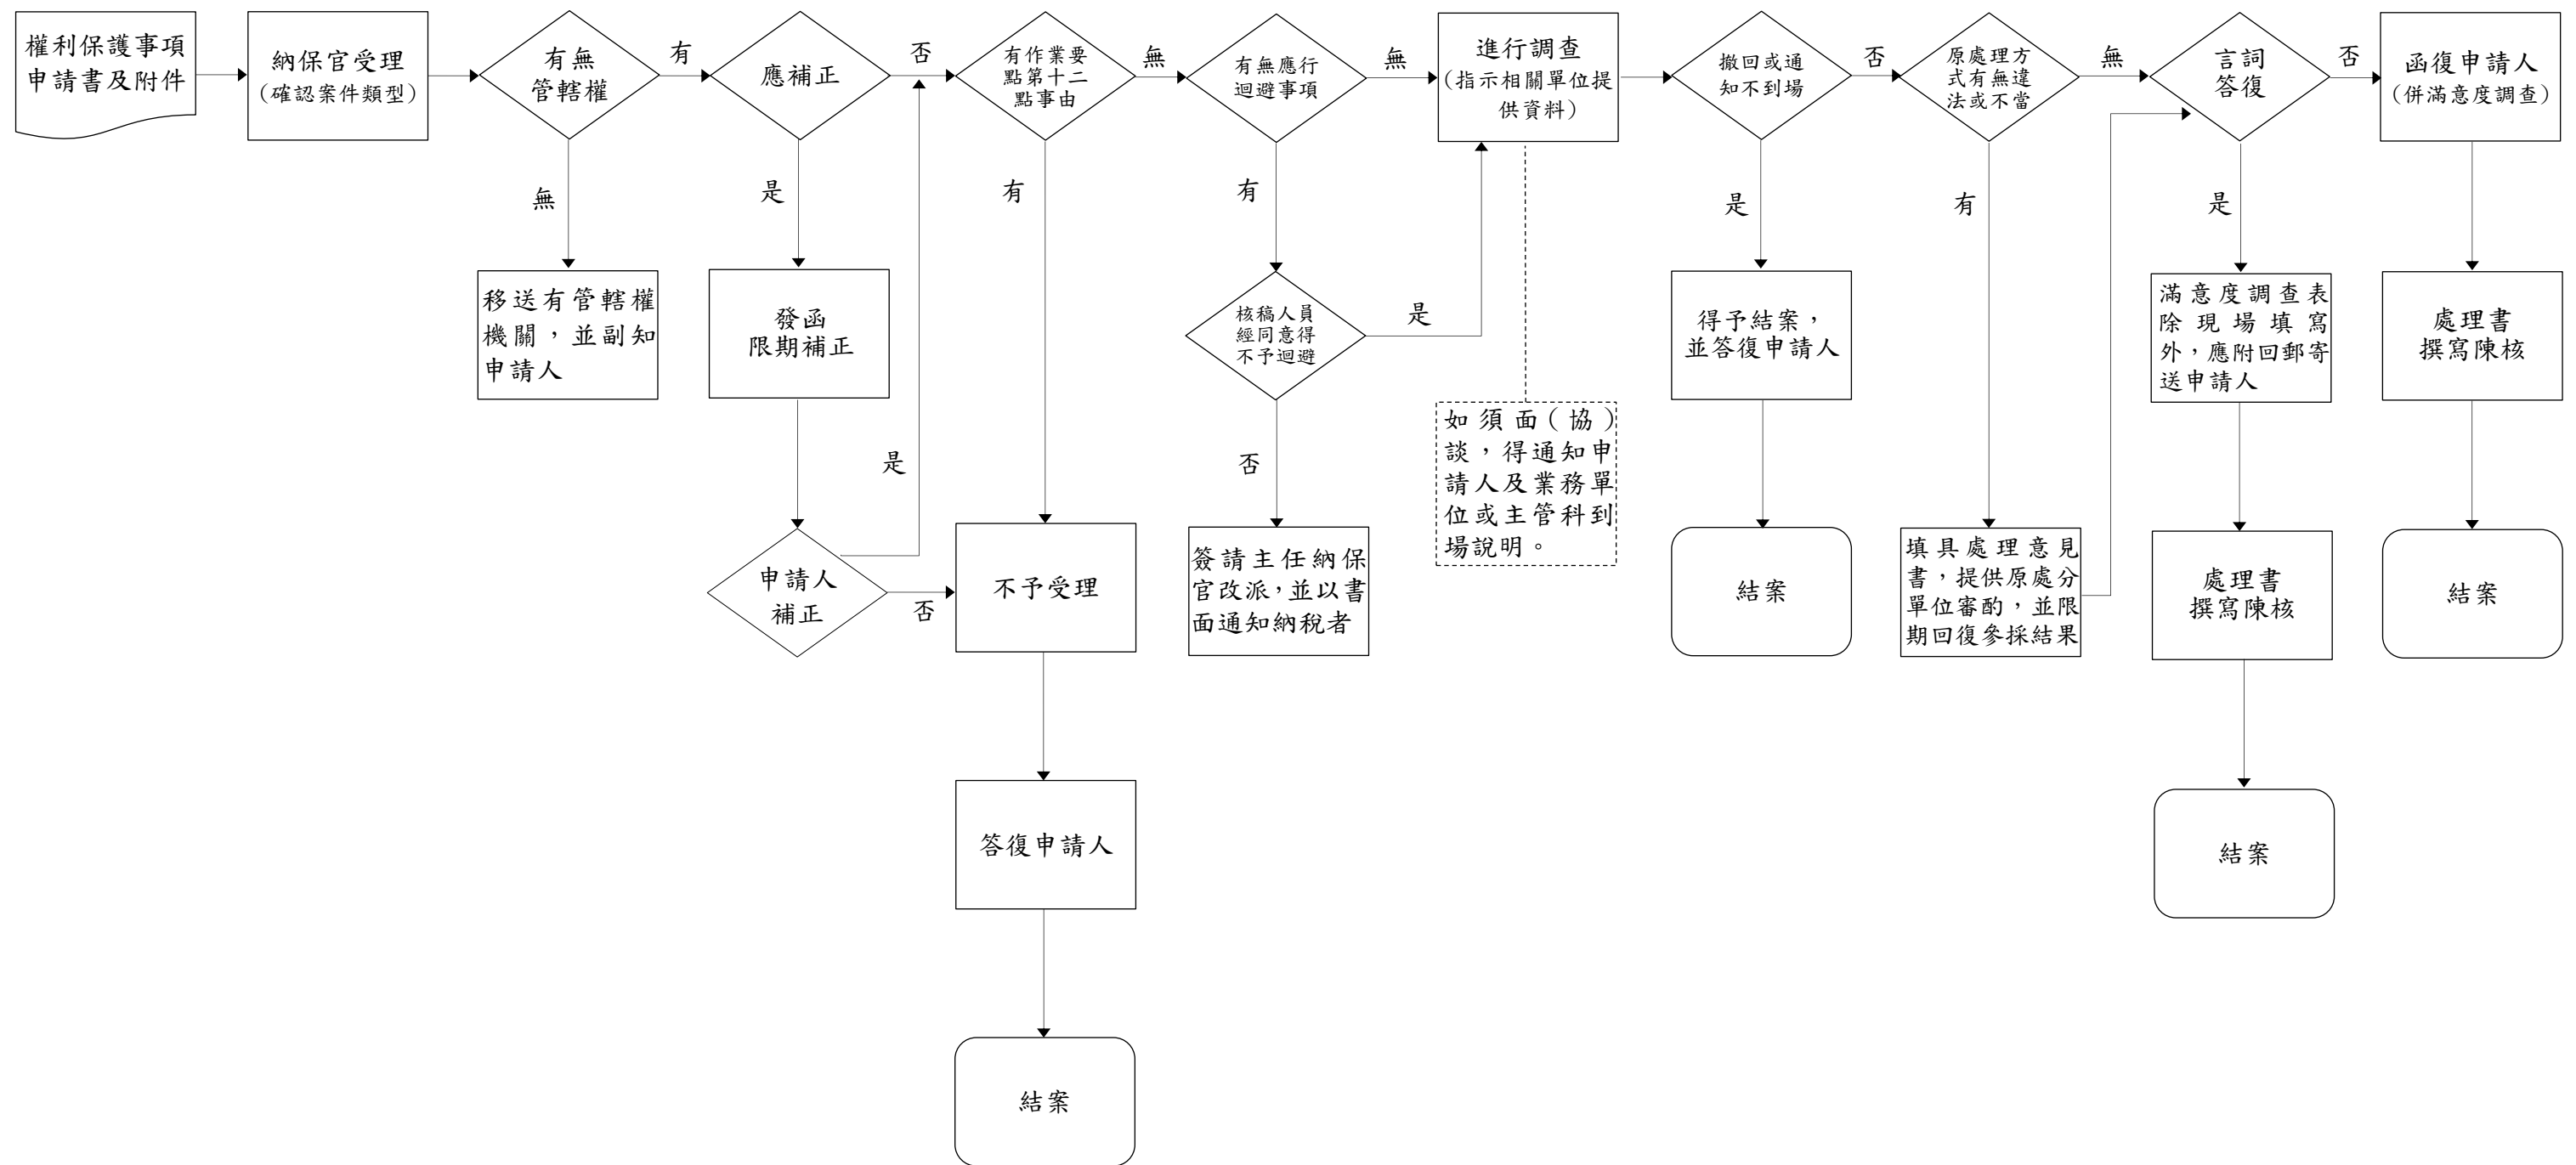 權利保護事項
申請書及附件
納保官受理
（確認案件類型）
有無
管轄權
有
應補正
否
有作業要
點第十二
點事由
無
有無應行
迴避事項
無
進行調查
（指示相關單位提
供資料）
撤回或通
知不到場
否
原處理方
式有無違
法或不當
無
言詞
答復
否
函復申請人
（併滿意度調查）
無
是
有
有
是
有
是
移送有管轄權
機關，並副知
申請人
發函
限期補正
核稿人員
經同意得
不予迴避
是
得予結案，
並答復申請人
滿意度調查表
除現場填寫
外，應附回郵寄
送申請人
處理書
撰寫陳核
是
否
如須面（協）
談，得通知申
請人及業務單
位或主管科到
場說明。
申請人
補正
否
不予受理
簽請主任納保
官改派，並以書
面通知納稅者
結案
填具處理意見
書，提供原處分
單位審酌，並限
期回復參採結果
處理書
撰寫陳核
結案
答復申請人
結案
結案